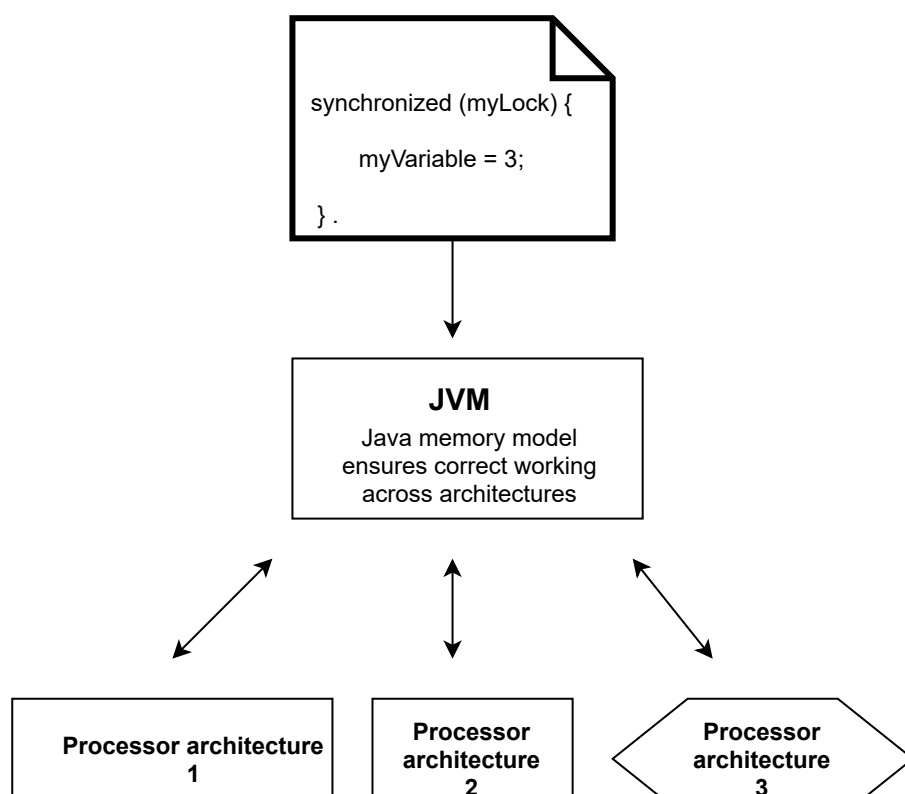 synchronized (myLock) {
myVariable = 3;
} .
JVM
Java memory model
ensures correct working
across architectures
Processor architecture
1
Processor
architecture
2
Processor
architecture
3